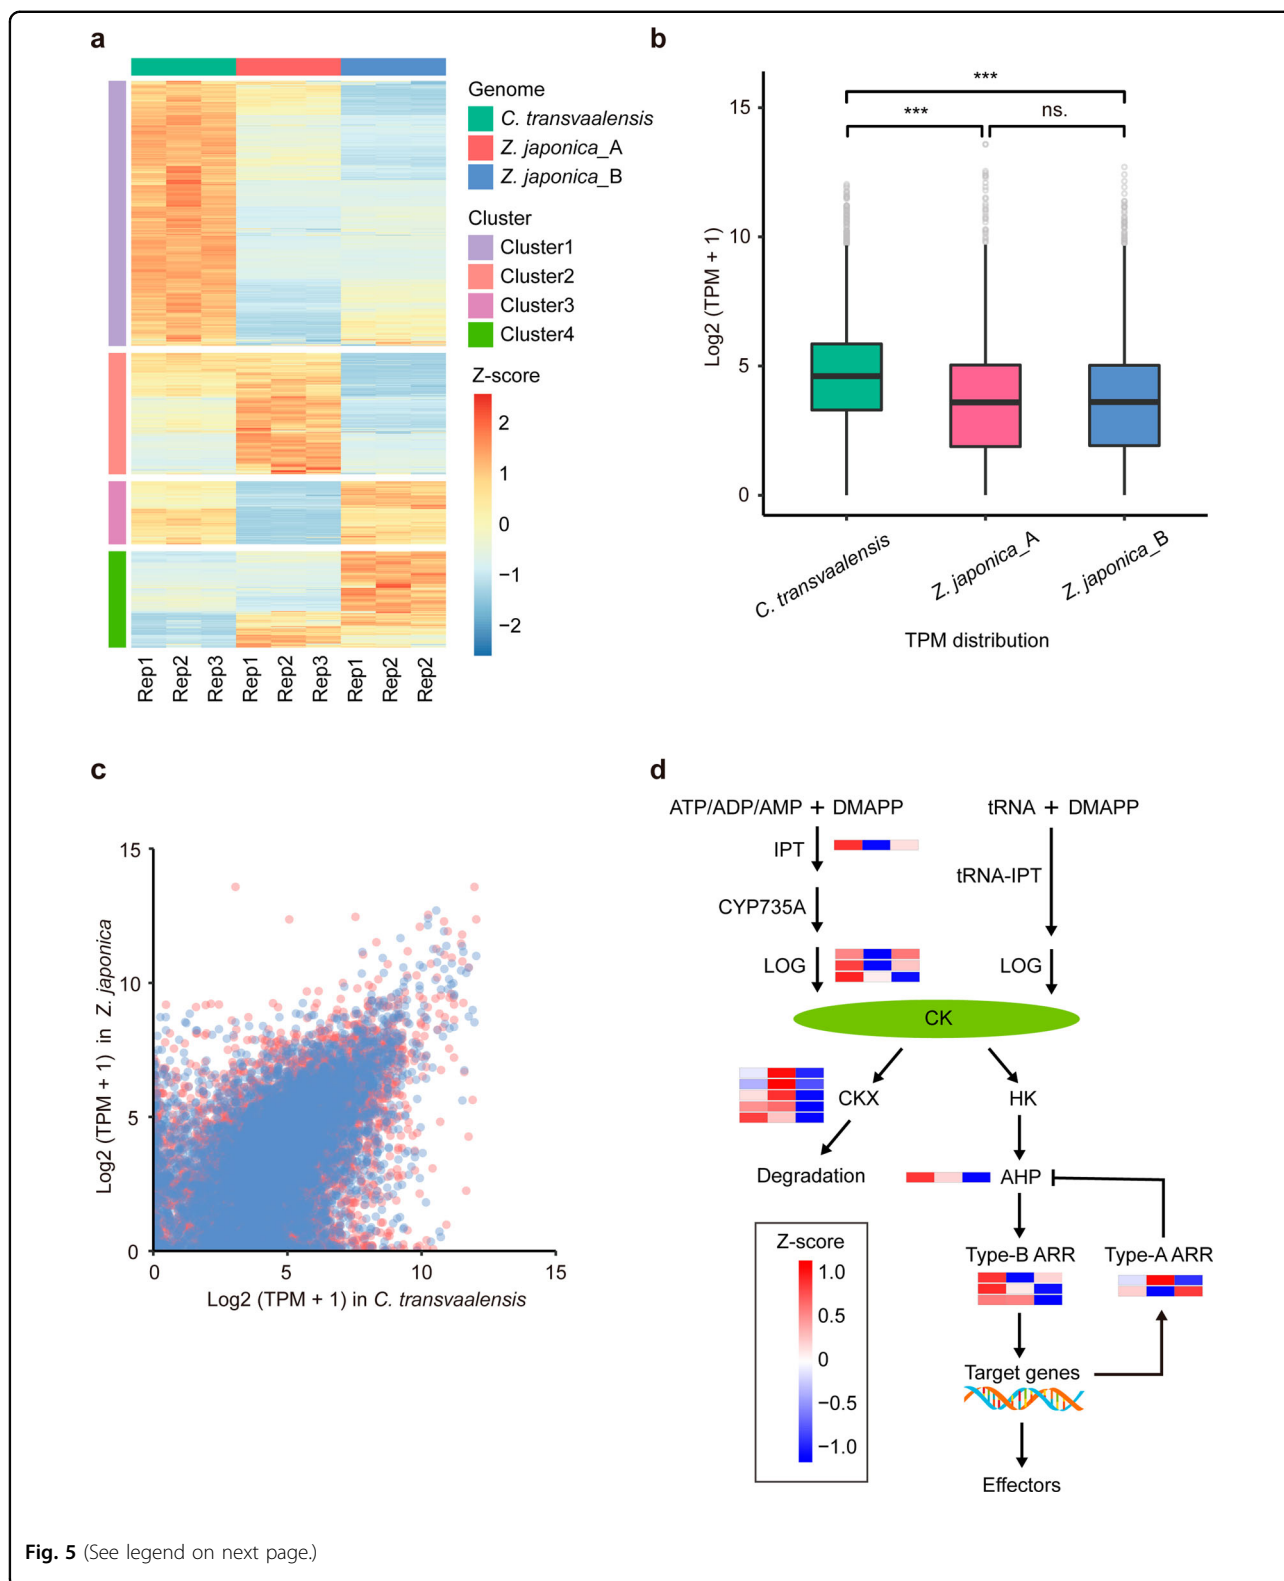 a
Genome
C. transvaalensis
Z. japonica_A
Z. japonica_B
Cluster
Cluster1
Cluster2
Cluster3
Cluster4
Z-score
2
1
0
−1
−2
Rep1
Rep2
Rep3
Rep1
Rep2
Rep3
Rep1
Rep2
Rep2
b
***
***
ns.
15
10
5
0
Log2 (TPM + 1)
C. transvaalensis
Z. japonica_A
Z. japonica_B
TPM distribution
c
15
10
5
0
Log2 (TPM + 1) in Z. japonica
0
5
10
15
Log2 (TPM + 1) in C. transvaalensis
d
ATP/ADP/AMP + DMAPP
tRNA + DMAPP
IPT
tRNA-IPT
CYP735A
LOG
LOG
CK
CKX
HK
Degradation
AHP
Type-B ARR
Type-A ARR
Target genes
Effectors
Z-score
1.0
0.5
0
−0.5
−1.0
Fig. 5 (See legend on next page.)